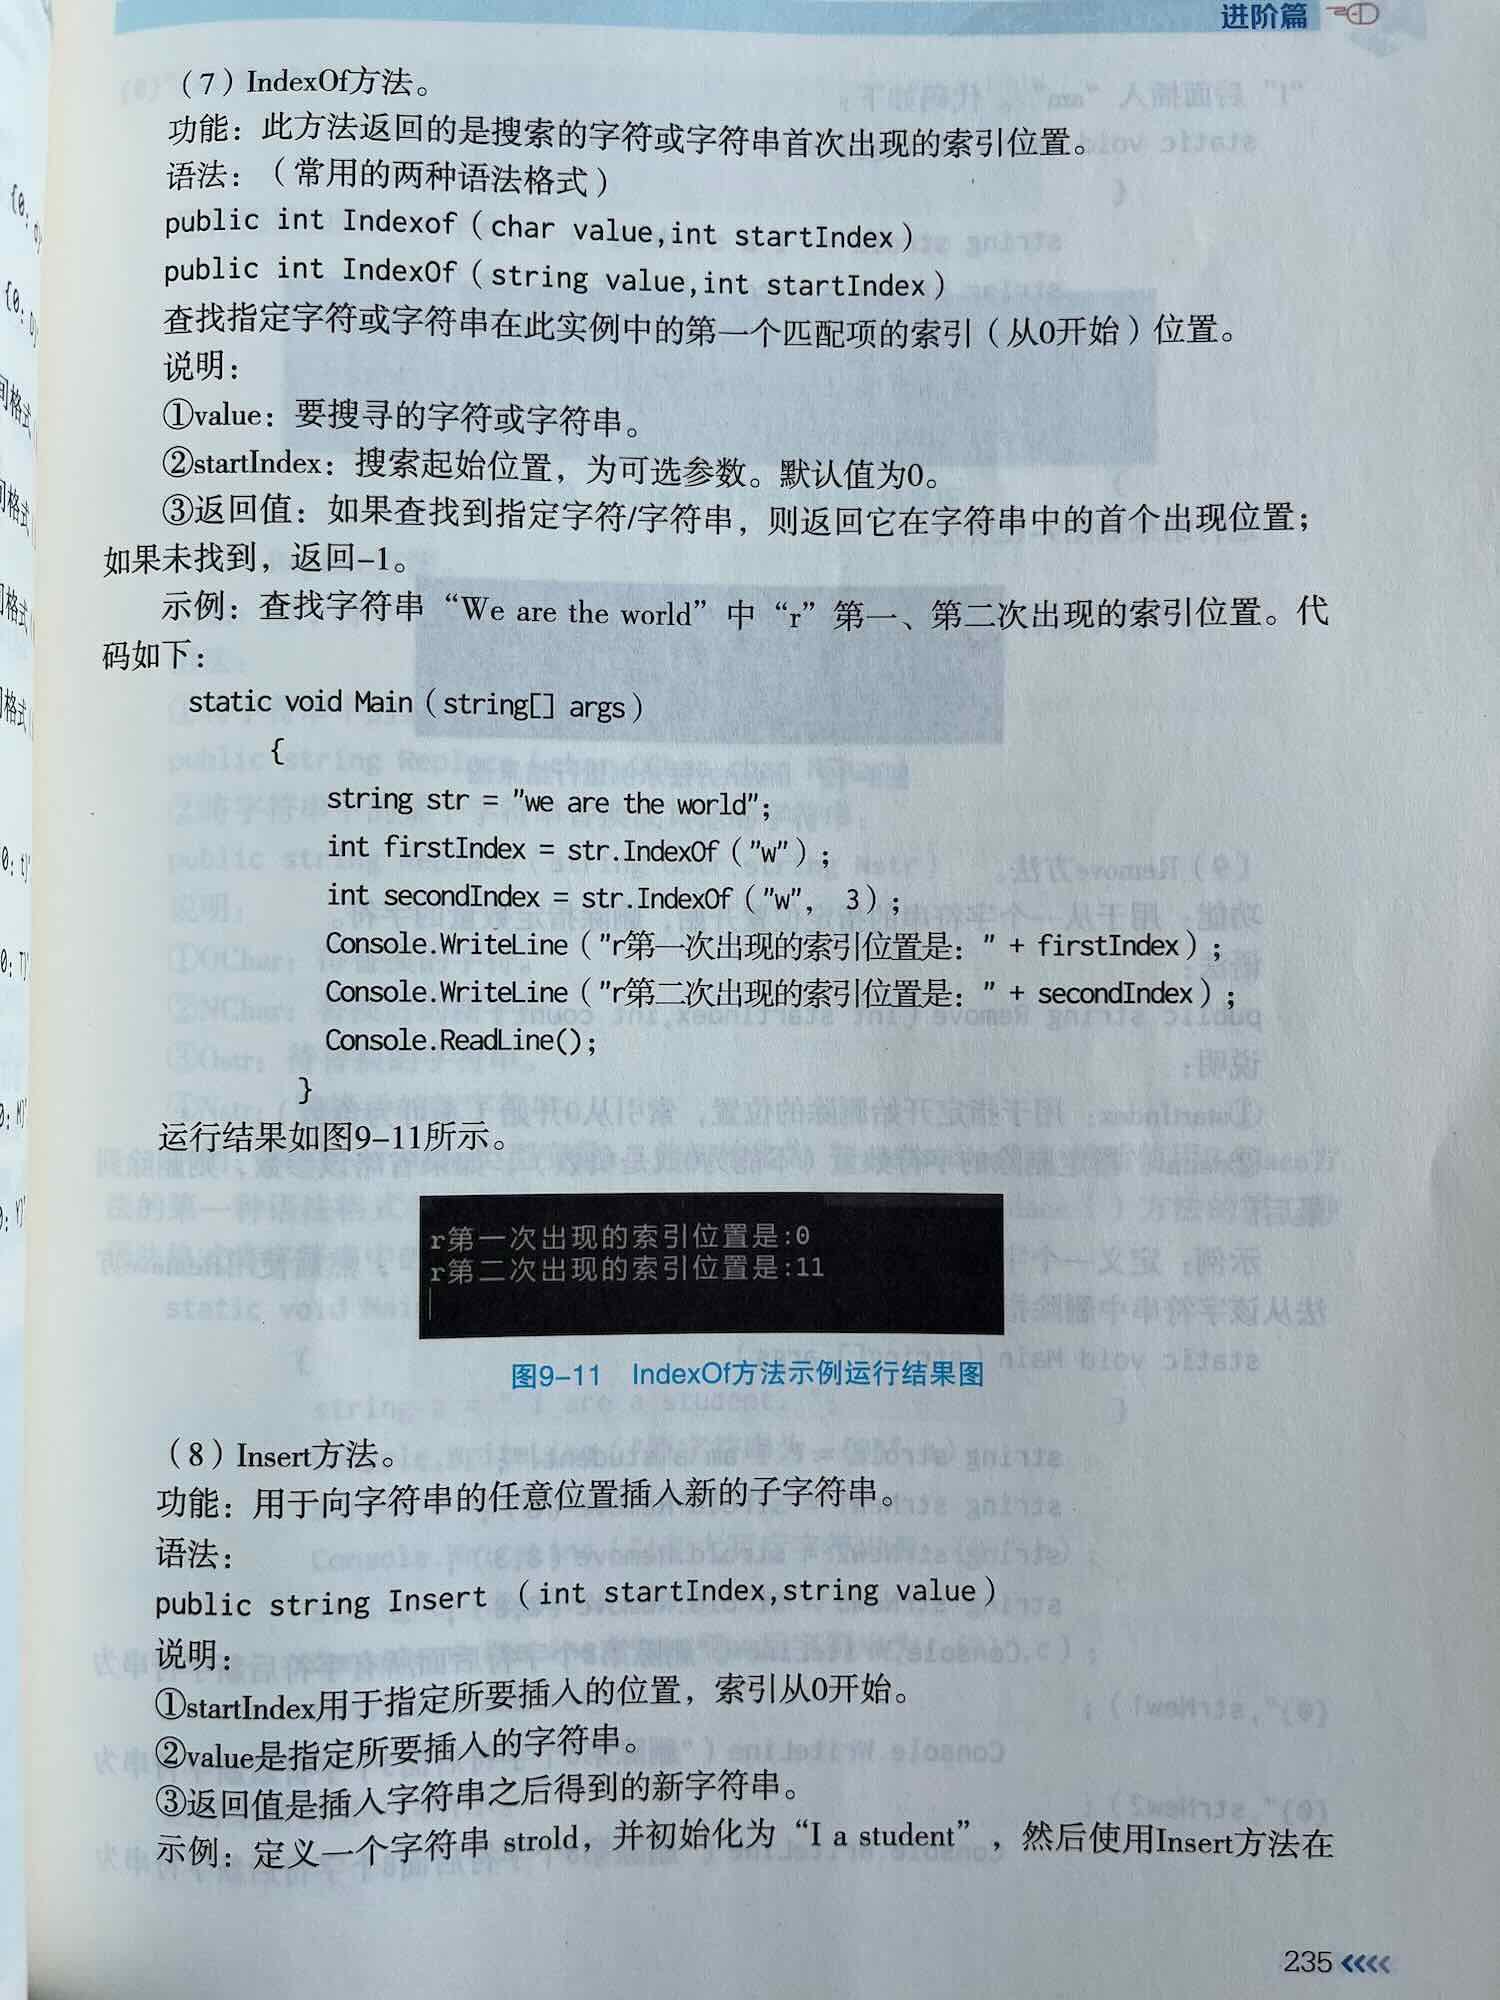 进阶篇
（7）IndexOf方法。
功能：此方法返回的是搜索的字符或字符串首次出现的索引位置。
语法：（常用的两种语法格式）
public int Indexof（char value,int startIndex）
public int IndexOf（string value,int startIndex）
查找指定字符或字符串在此实例中的第一个匹配项的索引（从0开始）位置。
说明：
①value：要搜寻的字符或字符串。
②startIndex：搜索起始位置，为可选参数。默认值为0。
③返回值：如果查找到指定字符/字符串，则返回它在字符串中的首个出现位置；
如果未找到，返回-1。
示例：查找字符串“We are the world”中“r”第一、第二次出现的索引位置。代
码如下：
static void Main（string[] args）
{
string str = "we are the world";
int firstIndex = str.IndexOf（"w"）;
int secondIndex = str.IndexOf（"w", 3）;
Console.WriteLine（"r第一次出现的索引位置是：" + firstIndex）;
Console.WriteLine（"r第二次出现的索引位置是：" + secondIndex）;
Console.ReadLine();
}
运行结果如图9-11所示。
r第一次出现的索引位置是:0
r第二次出现的索引位置是:11
图9-11 IndexOf方法示例运行结果图
（8）Insert方法。
功能：用于向字符串的任意位置插入新的子字符串。
语法：
public string Insert （int startIndex,string value）
说明：
①startIndex用于指定所要插入的位置，索引从0开始。
②value是指定所要插入的字符串。
③返回值是插入字符串之后得到的新字符串。
示例：定义一个字符串 strold，并初始化为“I a student”，然后使用Insert方法在
235